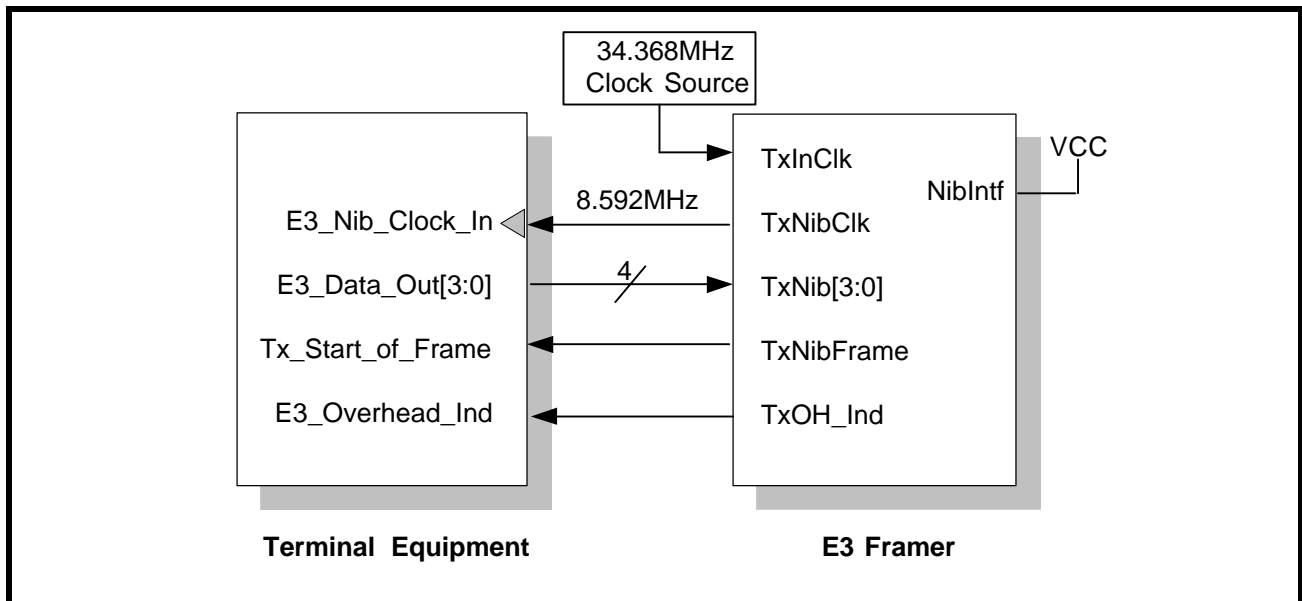 34.368MHz
Clock Source
VCC
TxInClk
NibIntf
8.592MHz
E3_Nib_Clock_In
TxNibClk
E3_Data_Out[3:0]
4
TxNib[3:0]
Tx_Start_of_Frame
TxNibFrame
E3_Overhead_Ind
TxOH_Ind
Terminal Equipment
E3 Framer